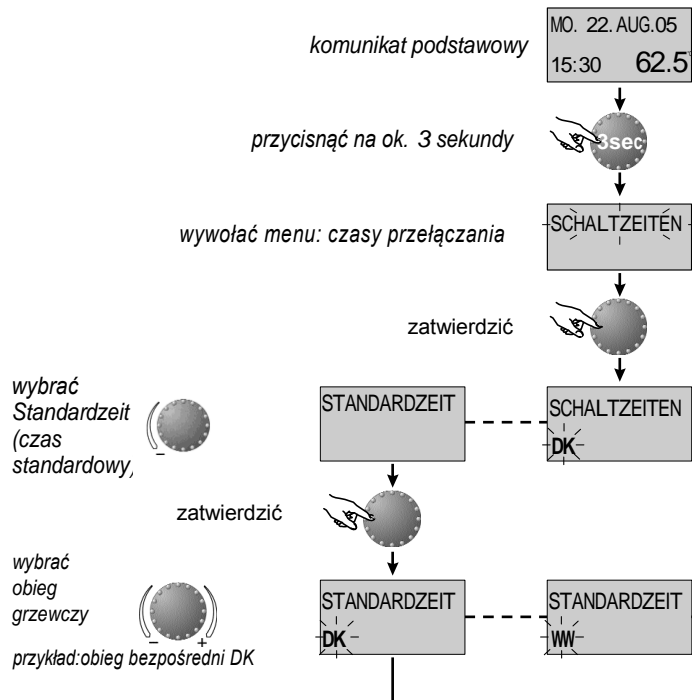 komunikat podstawowy
MO. 22. AUG.05
15:30 62.5°
przycisnąć na ok. 3 sekundy
3sec
wywołać menu: czasy przełączania
SCHALTZEITEN
zatwierdzić
wybrać
Standardzeit
(czas
standardowy)
–
STANDARDZEIT
SCHALTZEITEN
DK
zatwierdzić
wybrać
obieg
grzewczy
– +
przykład:obieg bezpośredni DK
STANDARDZEIT
DK
STANDARDZEIT
WW